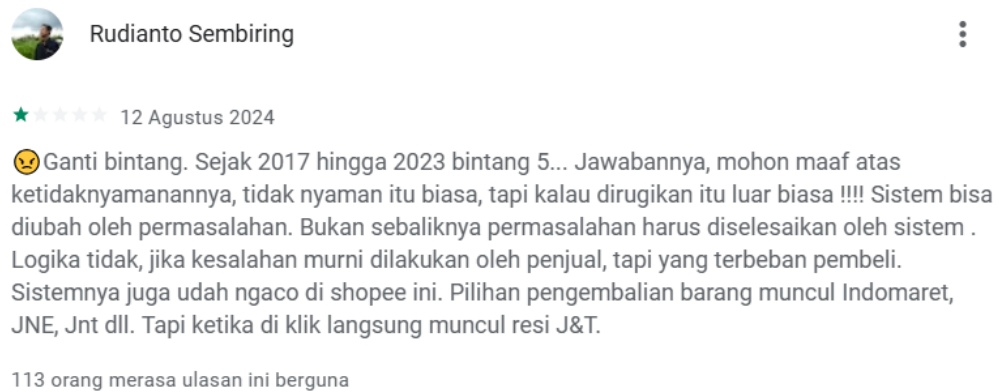 Rudianto Sembiring
12 Agustus 2024
😠Ganti bintang. Sejak 2017 hingga 2023 bintang 5... Jawabannya, mohon maaf atas
ketidaknyamanannya, tidak nyaman itu biasa, tapi kalau dirugikan itu luar biasa !!!! Sistem bisa
diubah oleh permasalahan. Bukan sebaliknya permasalahan harus diselesaikan oleh sistem .
Logika tidak, jika kesalahan murni dilakukan oleh penjual, tapi yang terbeban pembeli.
Sistemnya juga udah ngaco di shopee ini. Pilihan pengembalian barang muncul Indomaret,
JNE, Jnt dll. Tapi ketika di klik langsung muncul resi J&T.
113 orang merasa ulasan ini berguna